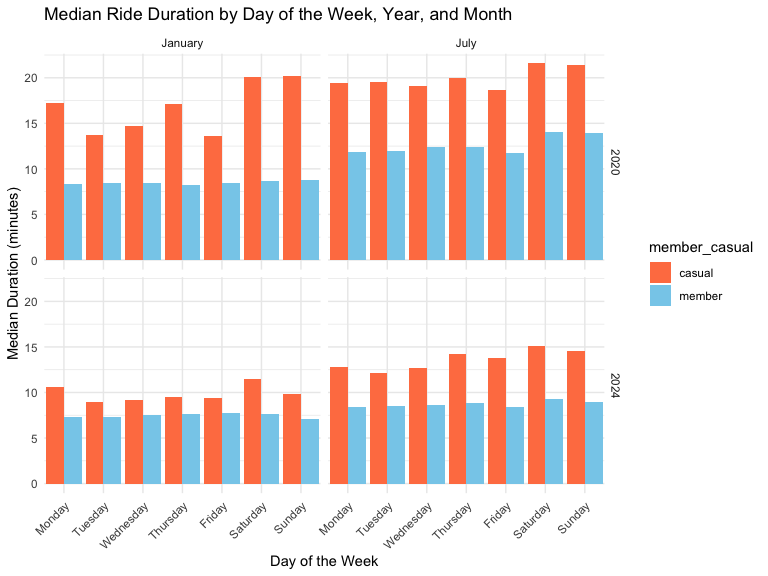 Median Ride Duration by Day of the Week, Year, and Month
January
July
20
15
10
5
0
2020
20
15
10
5
0
2024
Median Duration (minutes)
Monday
Tuesday
Wednesday
Thursday
Friday
Saturday
Sunday
Monday
Tuesday
Wednesday
Thursday
Friday
Saturday
Sunday
Day of the Week
member_casual
casual
member